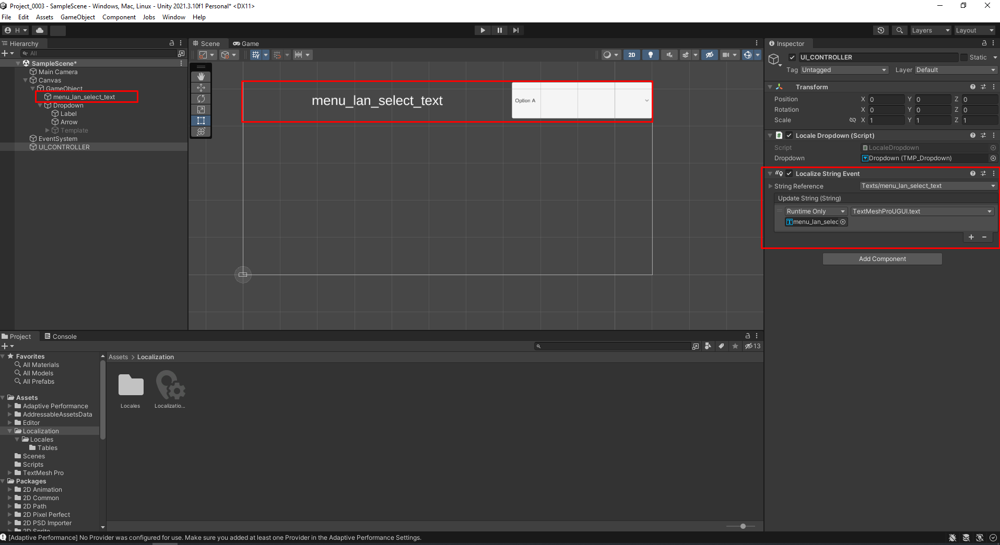 Project_0003 - SampleScene - Windows, Mac, Linux - Unity 2021.3.10f1 Personal* <DX11>
File Edit Assets GameObject Component Jobs Window Help
H
Layers
Layout
Hierarchy
All
SampleScene*
Main Camera
Canvas
GameObject
menu_lan_select_text
Dropdown
Label
Arrow
Template
EventSystem
UI_CONTROLLER
Scene
Game
2D
menu_lan_select_text
Option A
Inspector
UI_CONTROLLER
Static
Tag Untagged Layer Default
Transform
Position X 0 Y 0 Z 0
Rotation X 0 Y 0 Z 0
Scale X 1 Y 1 Z 1
# Locale Dropdown (Script)
Script LocaleDropdown
Dropdown Dropdown (TMP_Dropdown)
Localize String Event
String Reference Texts/menu_lan_select_text
Update String (String)
Runtime Only TextMeshProUGUI.text
menu_lan_selec
+ −
Add Component
Project
Console
13
Favorites
All Materials
All Models
All Prefabs
Assets
Adaptive Performance
AddressableAssetsData
Editor
Localization
Locales
Tables
Scenes
Scripts
TextMesh Pro
Packages
2D Animation
2D Common
2D Path
2D Pixel Perfect
2D PSD Importer
2D Sprite
Assets > Localization
Locales
Localizatio...
[Adaptive Performance] No Provider was configured for use. Make sure you added at least one Provider in the Adaptive Performance Settings.